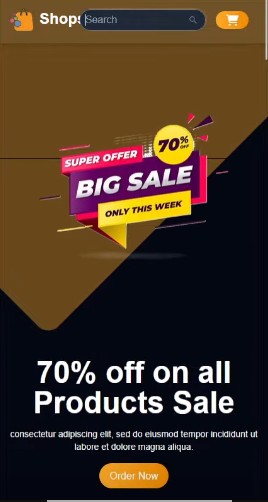 Shops
Search
SUPER OFFER
70%
OFF
BIG SALE
ONLY THIS WEEK
70% off on all
Products Sale
consectetur adipiscing elit, sed do eiusmod tempor incididunt ut
labore et dolore magna aliqua.
Order Now